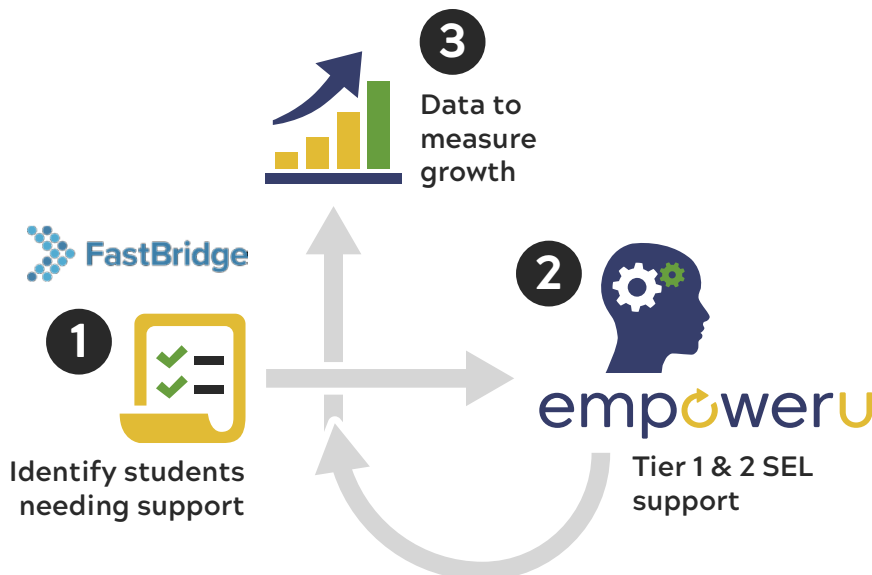 3
Data to
measure
growth
FastBridge
1
Identify students
needing support
2
empoweru
Tier 1 & 2 SEL
support